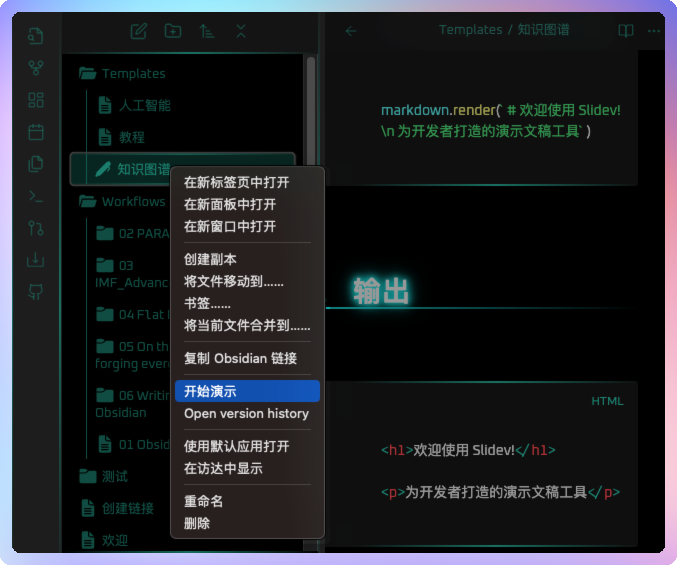 Templates / 知识图谱
Templates
人工智能
教程
知识图谱
Workflows
02 PARA
03
IMF_Advanc
04 Flat
05 On th
forging ever
06 Writin
Obsidian
01 Obsid
测试
创建链接
欢迎
在新标签页中打开
在新面板中打开
在新窗口中打开
创建副本
将文件移动到……
书签……
将当前文件合并到……
复制 Obsidian 链接
开始演示
Open version history
使用默认应用打开
在访达中显示
重命名
删除
markdown.render(` # 欢迎使用 Slidev!
\n 为开发者打造的演示文稿工具` )
输出
HTML
<h1>欢迎使用 Slidev!</h1>
<p>为开发者打造的演示文稿工具</p>